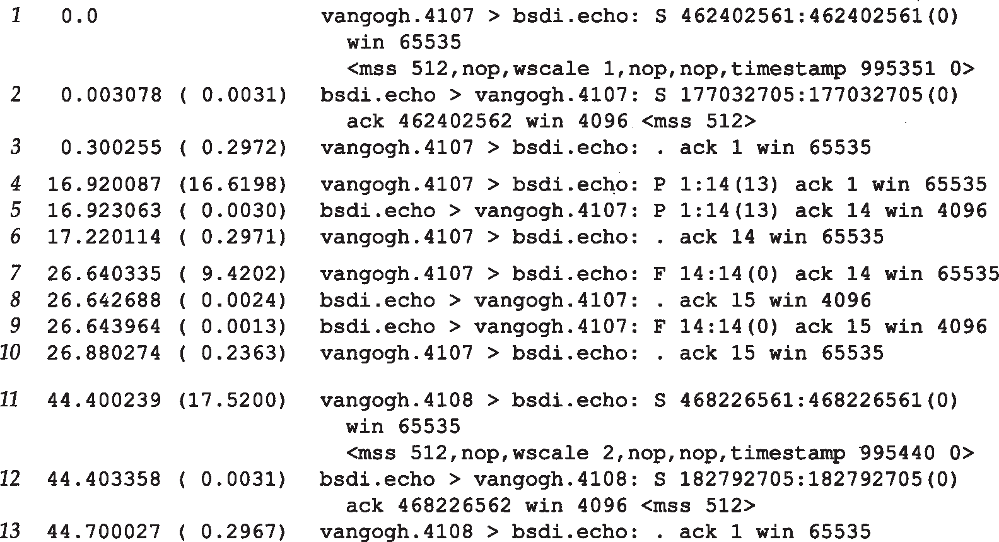 1 0.0 vangogh.4107 > bsdi.echo: S 462402561:462402561(0)
win 65535
<mss 512,nop,wscale 1,nop,nop,timestamp 995351 0>
2 0.003078 ( 0.0031) bsdi.echo > vangogh.4107: S 177032705:177032705(0)
ack 462402562 win 4096 <mss 512>
3 0.300255 ( 0.2972) vangogh.4107 > bsdi.echo: . ack 1 win 65535
4 16.920087 (16.6198) vangogh.4107 > bsdi.echo: P 1:14(13) ack 1 win 65535
5 16.923063 ( 0.0030) bsdi.echo > vangogh.4107: P 1:14(13) ack 14 win 4096
6 17.220114 ( 0.2971) vangogh.4107 > bsdi.echo: . ack 14 win 65535
7 26.640335 ( 9.4202) vangogh.4107 > bsdi.echo: F 14:14(0) ack 14 win 65535
8 26.642688 ( 0.0024) bsdi.echo > vangogh.4107: . ack 15 win 4096
9 26.643964 ( 0.0013) bsdi.echo > vangogh.4107: F 14:14(0) ack 15 win 4096
10 26.880274 ( 0.2363) vangogh.4107 > bsdi.echo: . ack 15 win 65535
11 44.400239 (17.5200) vangogh.4108 > bsdi.echo: S 468226561:468226561(0)
win 65535
<mss 512,nop,wscale 2,nop,nop,timestamp 995440 0>
12 44.403358 ( 0.0031) bsdi.echo > vangogh.4108: S 182792705:182792705(0)
ack 468226562 win 4096 <mss 512>
13 44.700027 ( 0.2967) vangogh.4108 > bsdi.echo: . ack 1 win 65535